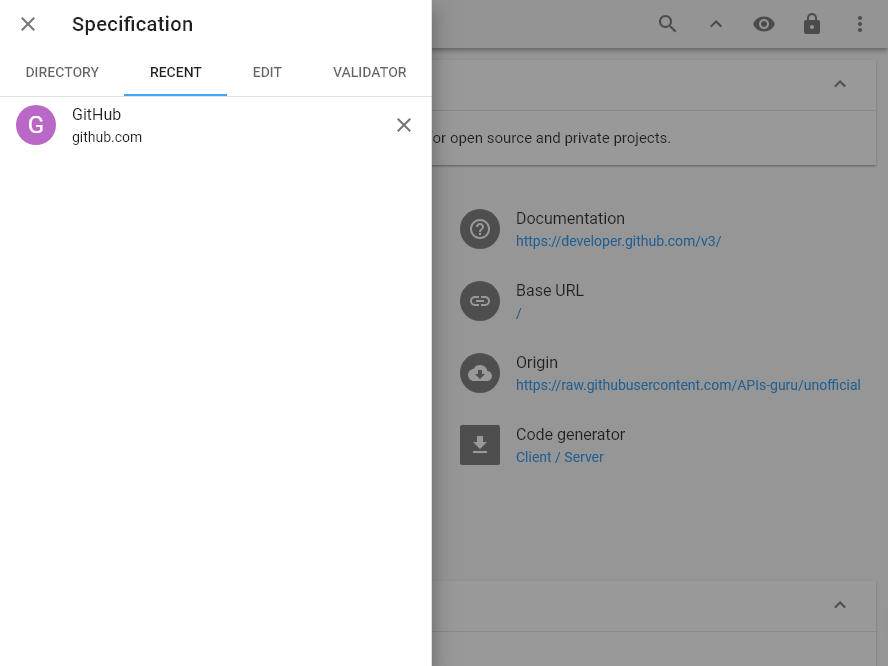 Specification
DIRECTORY RECENT EDIT VALIDATOR
G
GitHub
github.com
or open source and private projects.
Documentation
https://developer.github.com/v3/
Base URL
/
Origin
https://raw.githubusercontent.com/APIs-guru/unofficial
Code generator
Client / Server